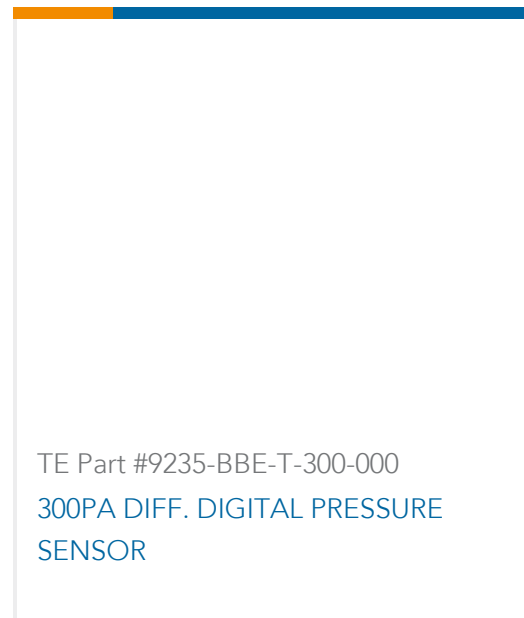 TE Part #9235-BBE-T-300-000
300PA DIFF. DIGITAL PRESSURE
SENSOR